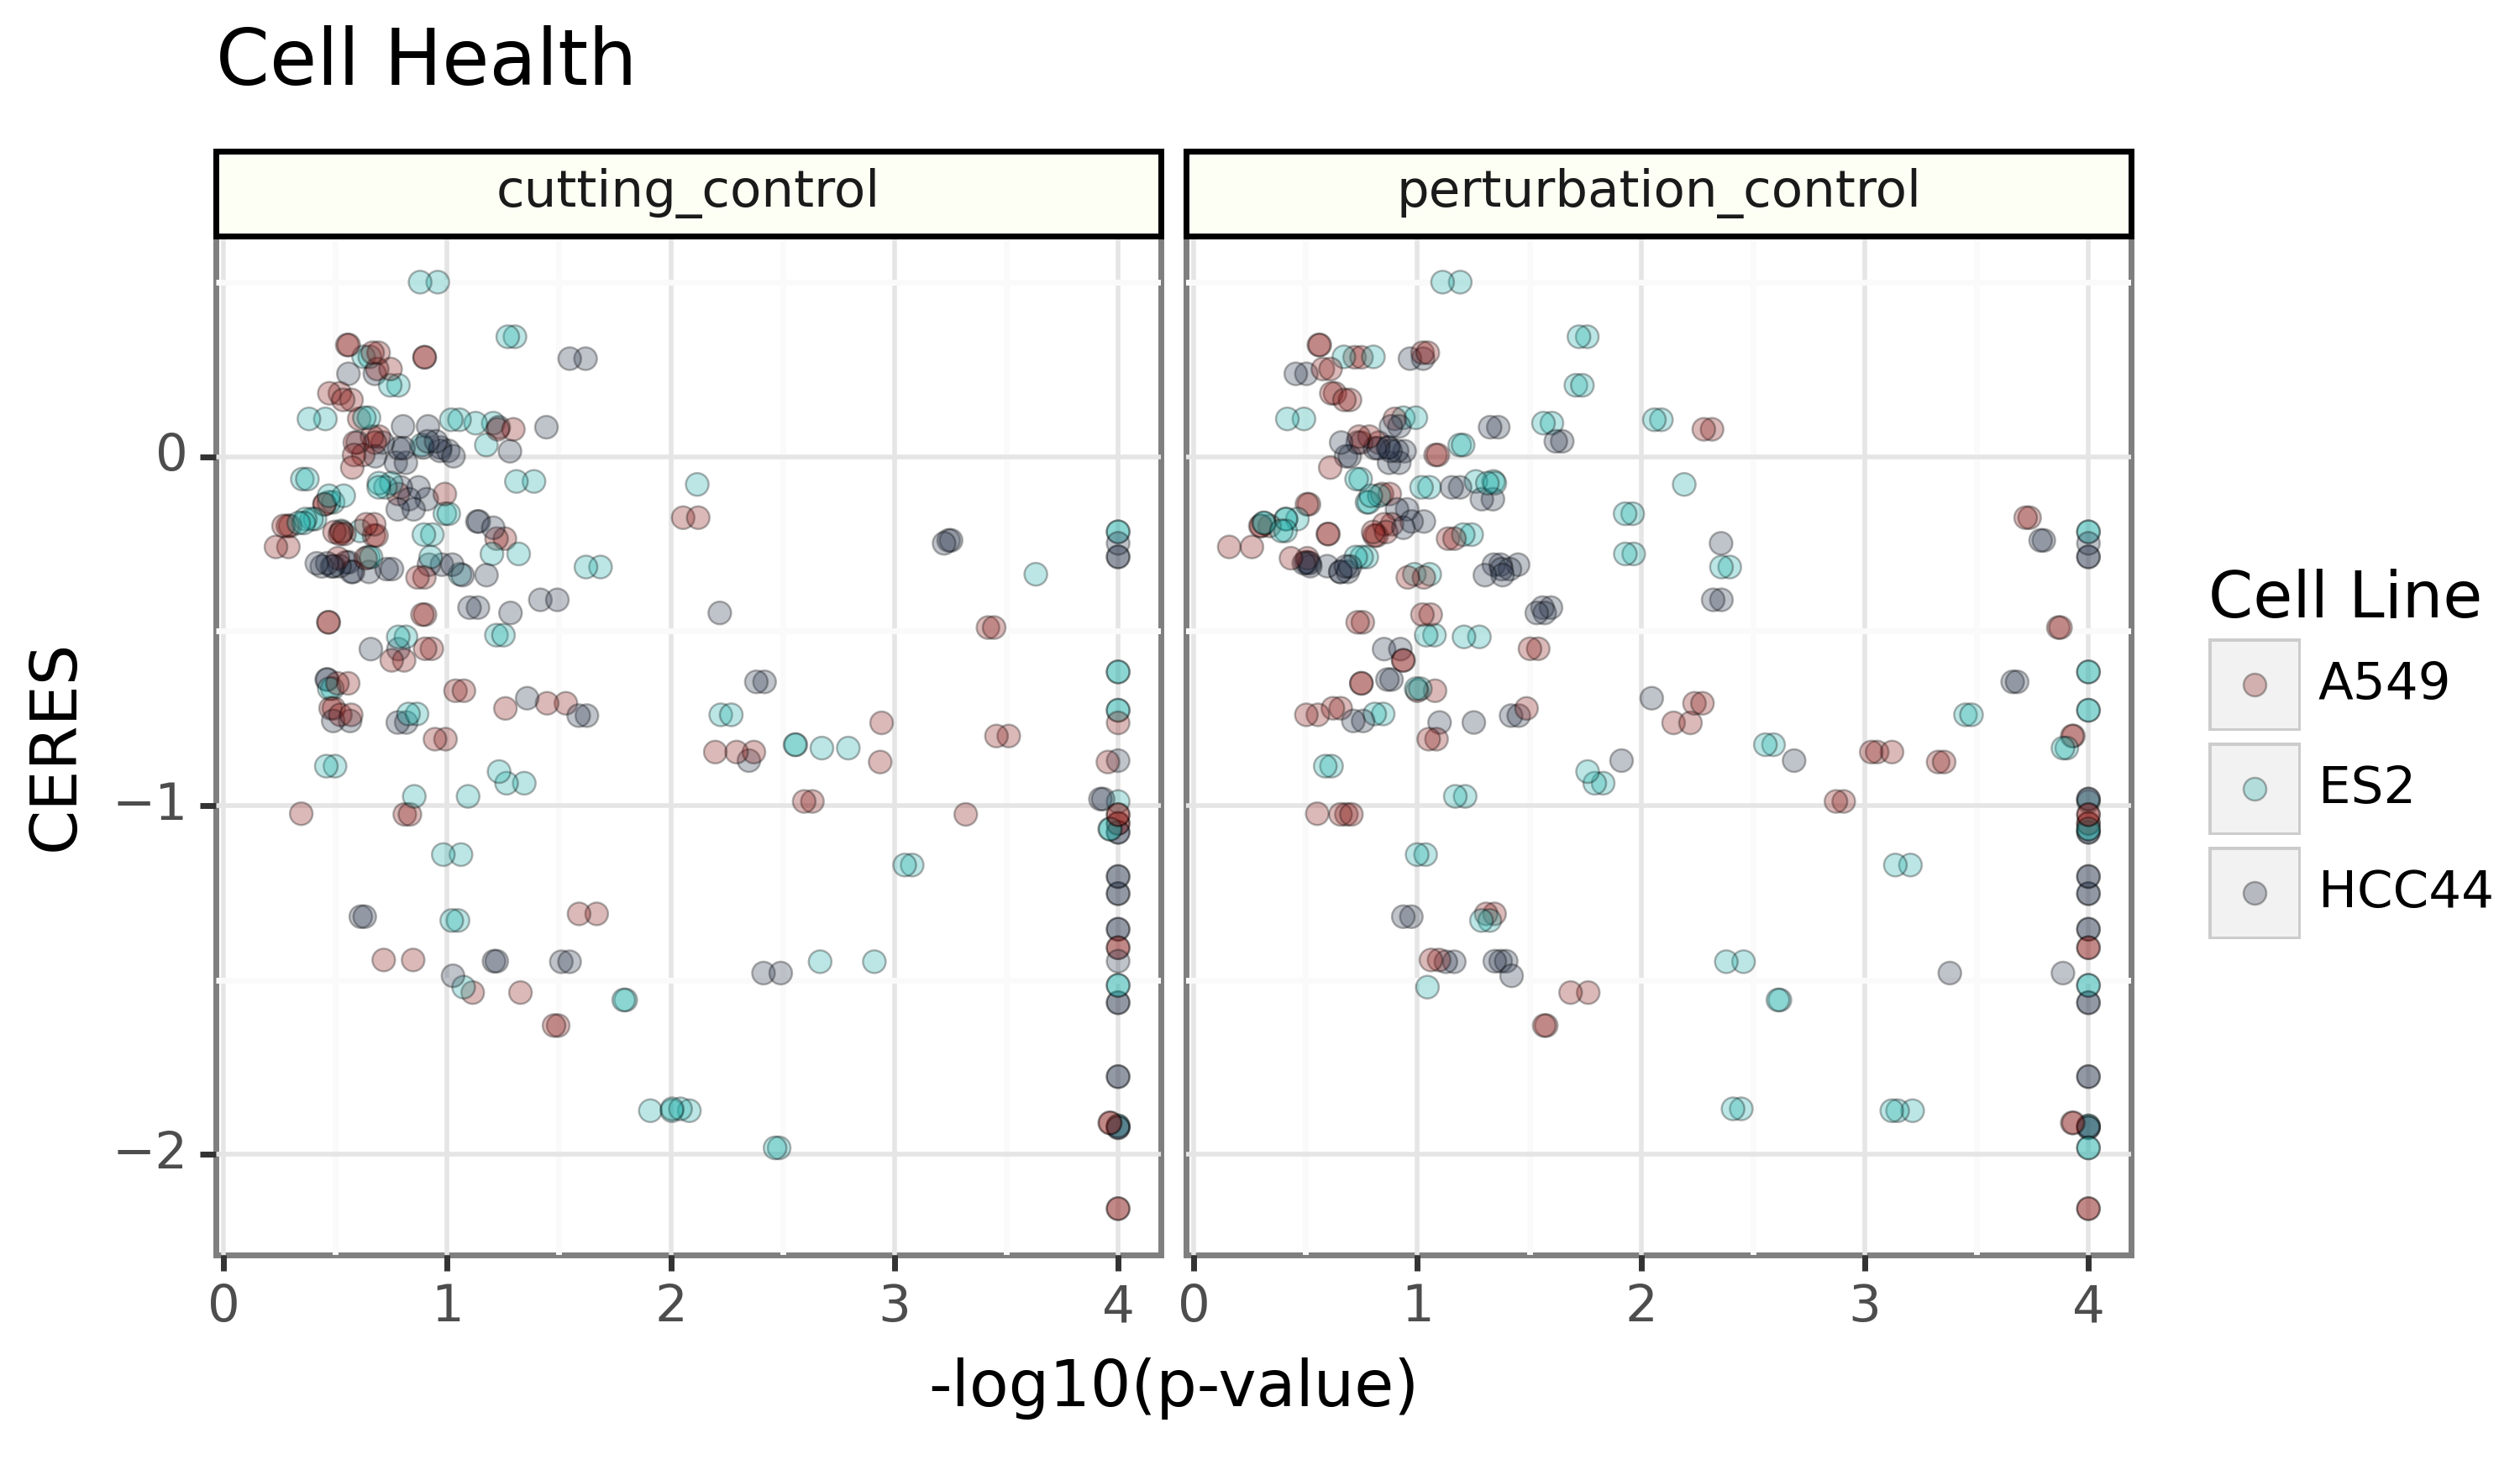 Cell Health
cutting_control
perturbation_control
CERES
0
−1
−2
0
1
2
3
4
0
1
2
3
4
-log10(p-value)
Cell Line
A549
ES2
HCC44